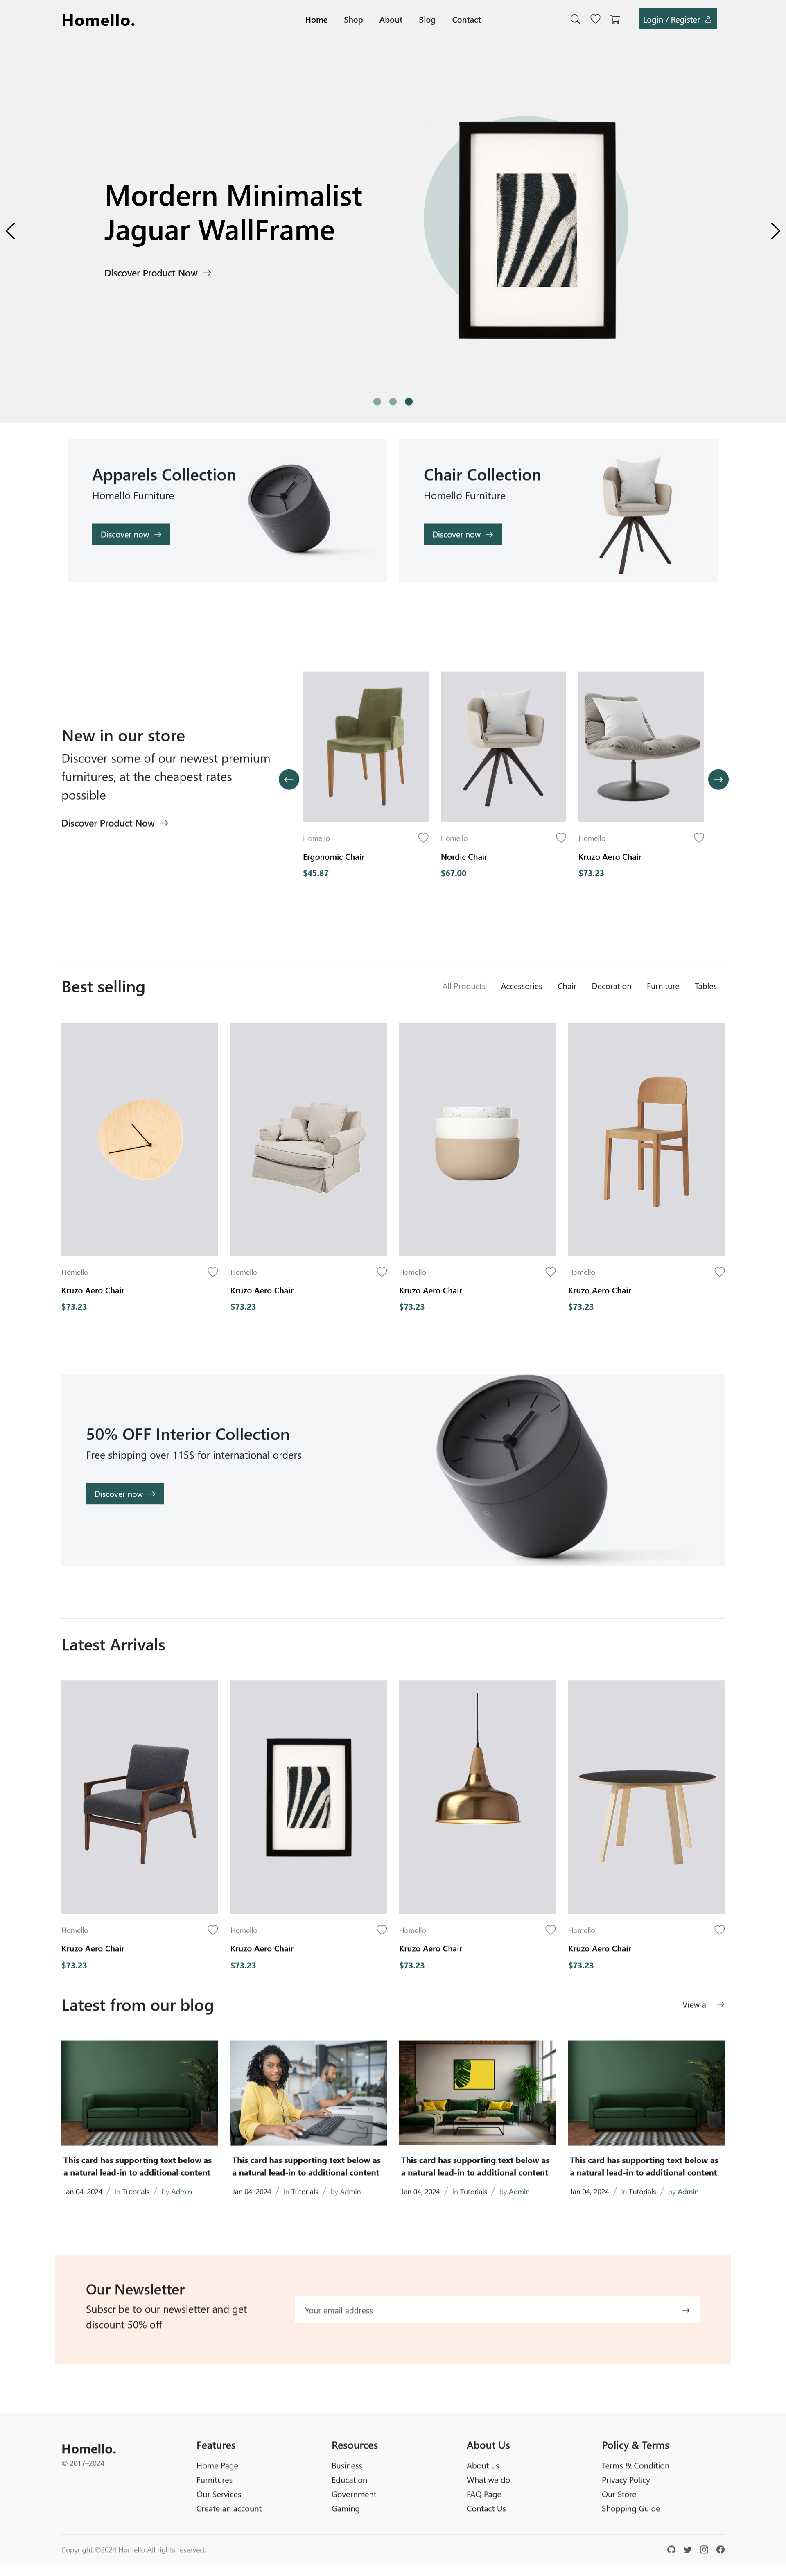 Homello.
Home Shop About Blog Contact
Login / Register
Mordern Minimalist
Jaguar WallFrame
Discover Product Now
Apparels Collection
Homello Furniture
Discover now
Chair Collection
Homello Furniture
Discover now
New in our store
Discover some of our newest premium
furnitures, at the cheapest rates
possible
Discover Product Now
Homello
Ergonomic Chair
$45.87
Homello
Nordic Chair
$67.00
Homello
Kruzo Aero Chair
$73.23
Best selling
All Products Accessories Chair Decoration Furniture Tables
Homello
Kruzo Aero Chair
$73.23
Homello
Kruzo Aero Chair
$73.23
Homello
Kruzo Aero Chair
$73.23
Homello
Kruzo Aero Chair
$73.23
50% OFF Interior Collection
Free shipping over 115$ for international orders
Discover now
Latest Arrivals
Homello
Kruzo Aero Chair
$73.23
Homello
Kruzo Aero Chair
$73.23
Homello
Kruzo Aero Chair
$73.23
Homello
Kruzo Aero Chair
$73.23
Latest from our blog
View all
This card has supporting text below as
a natural lead-in to additional content
Jan 04, 2024 / in Tutorials / by Admin
This card has supporting text below as
a natural lead-in to additional content
Jan 04, 2024 / in Tutorials / by Admin
This card has supporting text below as
a natural lead-in to additional content
Jan 04, 2024 / in Tutorials / by Admin
This card has supporting text below as
a natural lead-in to additional content
Jan 04, 2024 / in Tutorials / by Admin
Our Newsletter
Subscribe to our newsletter and get
discount 50% off
Your email address
Homello.
© 2017–2024
Features
Home Page
Furnitures
Our Services
Create an account
Resources
Business
Education
Government
Gaming
About Us
About us
What we do
FAQ Page
Contact Us
Policy & Terms
Terms & Condition
Privacy Policy
Our Store
Shopping Guide
Copyright ©2024 Homello All rights reserved.